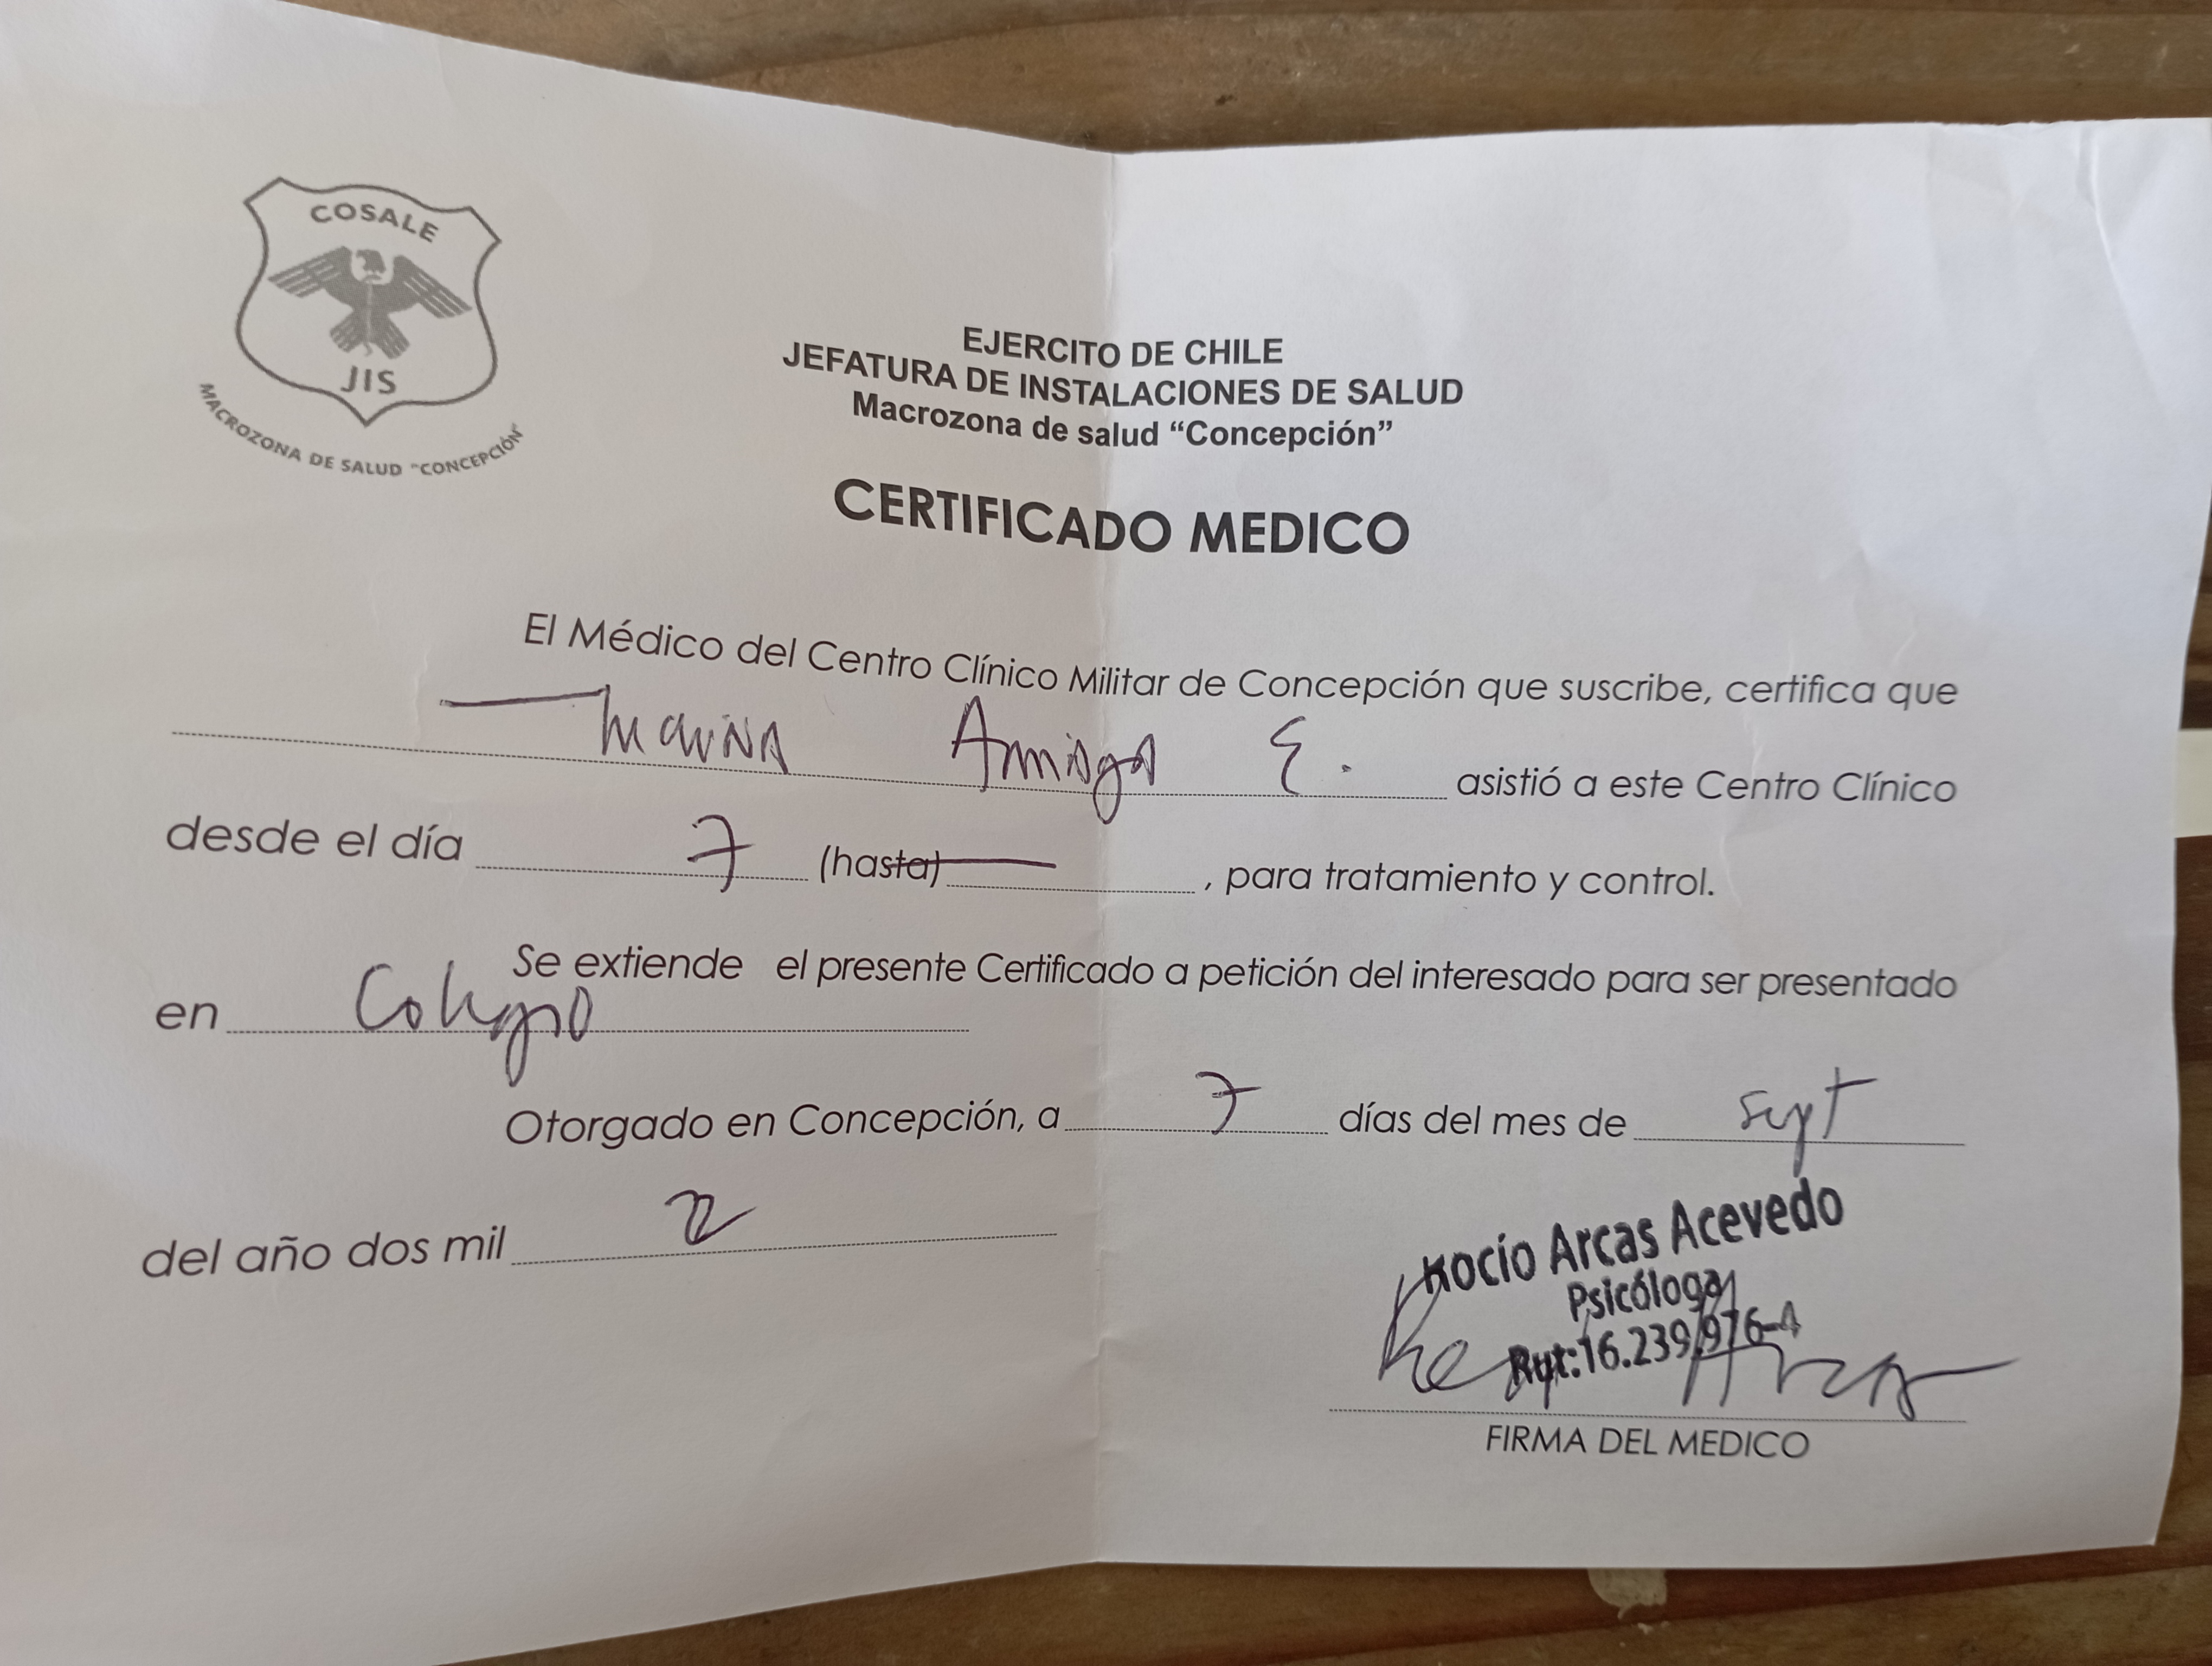 COSALE
JIS
MACROZONA DE SALUD "CONCEPCIÓN"
EJERCITO DE CHILE
JEFATURA DE INSTALACIONES DE SALUD
Macrozona de salud "Concepción"
CERTIFICADO MEDICO
El Médico del Centro Clínico Militar de Concepción que suscribe, certifica que
Amiga E. asistió a este Centro Clínico
desde el día 7 (hasta) , para tratamiento y control.
Se extiende el presente Certificado a petición del interesado para ser presentado
en Colegio
Otorgado en Concepción, a 7 días del mes de sept
del año dos mil
Rocío Arcas Acevedo
Psicóloga
Rut:16.239.976-4
FIRMA DEL MEDICO